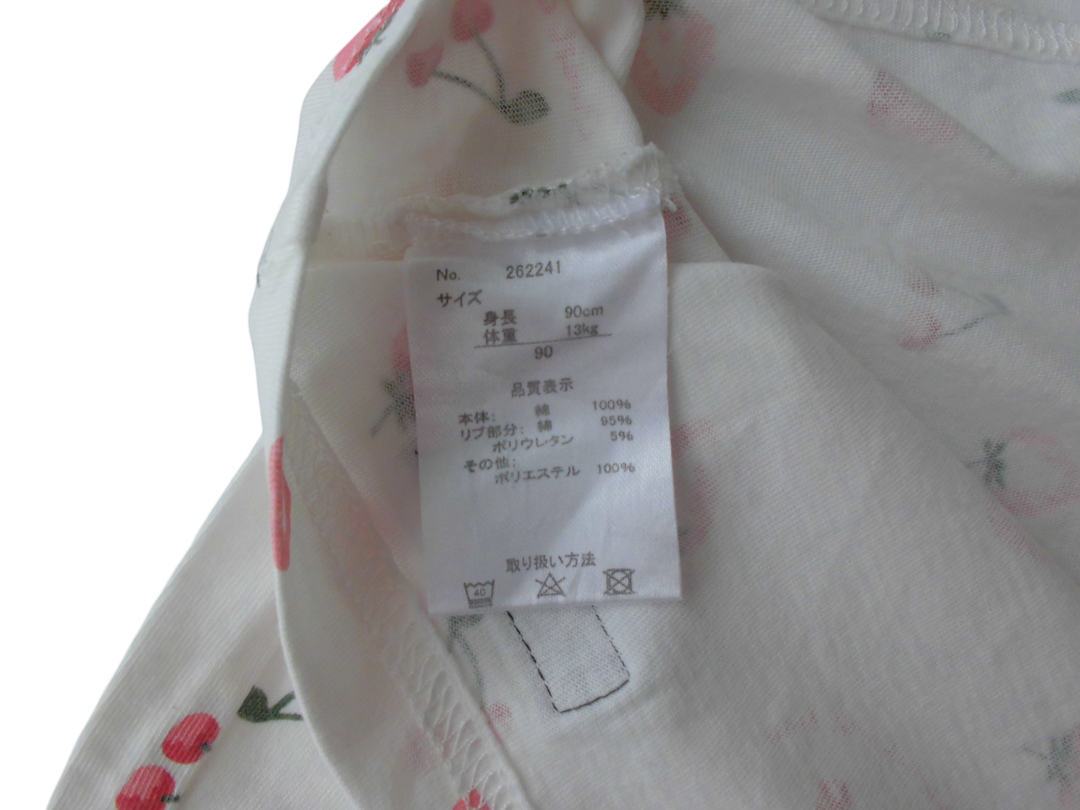 No. 262241
サイズ
身長 90cm
体重 13kg
90
品質表示
本体: 綿 100%
リブ部分: 綿 95%
ポリウレタン 5%
その他:
ポリエステル 100%
取り扱い方法
40